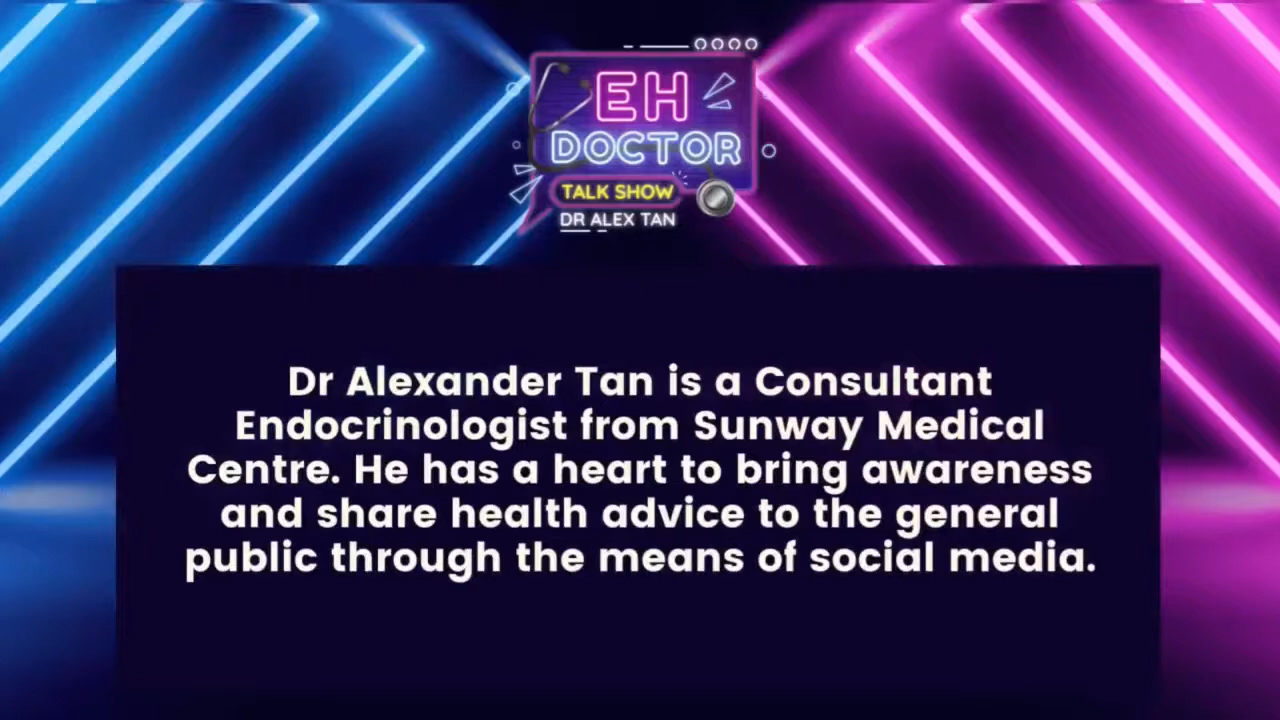 EH
DOCTOR
TALK SHOW
DR ALEX TAN
Dr Alexander Tan is a Consultant
Endocrinologist from Sunway Medical
Centre. He has a heart to bring awareness
and share health advice to the general
public through the means of social media.